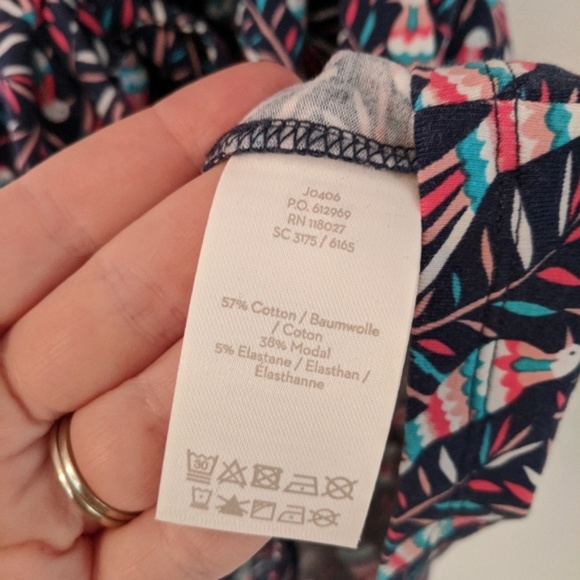 J0406
P.O. 612969
RN 118027
SC 3175 / 6165
57% Cotton / Baumwolle
/ Coton
38% Modal
5% Elastane / Elasthan /
Élasthanne
30